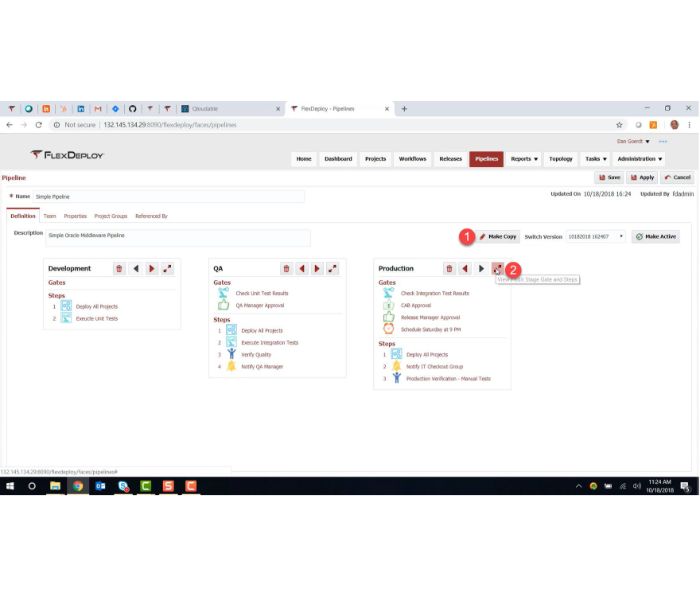 Cloudable
FlexDeploy - Pipelines
Not secure | 132.145.134.29:8090/flexdeploy/faces/pipelines
Dan Goerdt
FLEXDEPLOY
Home Dashboard Projects Workflows Releases Pipelines Reports Topology Tasks Administration
Pipeline
Save Apply Cancel
* Name Simple Pipeline
Updated On 10/18/2018 16:24 Updated By fdadmin
Definition Team Properties Project Groups Referenced By
Description Simple Oracle Middleware Pipeline
1 Make Copy Switch Version 10182018 162407 Make Active
Development
Gates
Steps
1 Deploy All Projects
2 Execute Unit Tests
QA
Gates
Check Unit Test Results
QA Manager Approval
Steps
1 Deploy All Projects
2 Execute Integration Tests
3 Verify Quality
4 Notify QA Manager
Production
2
View/Push Stage Gate and Steps
Gates
Check Integration Test Results
CAB Approval
Release Manager Approval
Schedule Saturday at 9 PM
Steps
1 Deploy All Projects
2 Notify IT Checkout Group
3 Production Verification - Manual Tests
132.145.134.29:8090/flexdeploy/faces/pipelines#
11:24 AM
10/18/2018